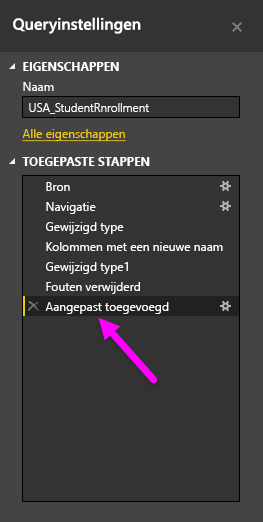 Queryinstellingen
EIGENSCHAPPEN
Naam
USA_StudentRnrollment
Alle eigenschappen
TOEGEPASTE STAPPEN
Bron
Navigatie
Gewijzigd type
Kolommen met een nieuwe naam
Gewijzigd type1
Fouten verwijderd
Aangepast toegevoegd